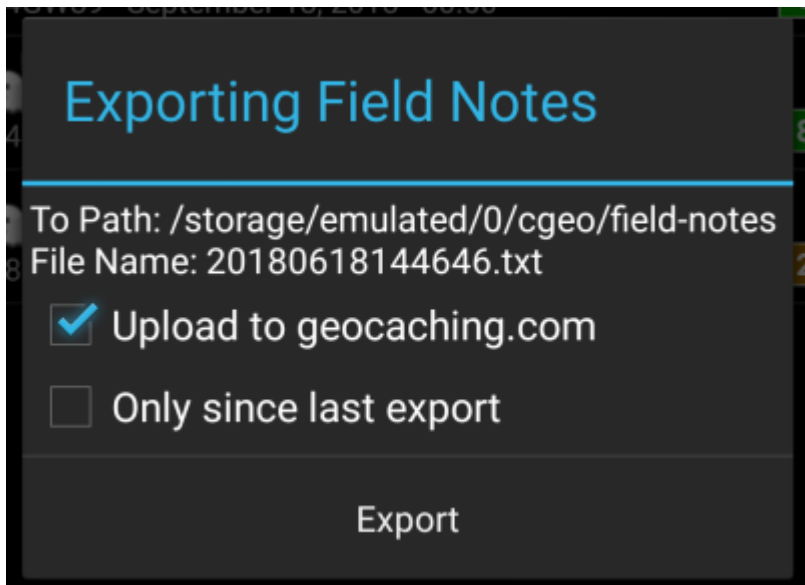 Exporting Field Notes
To Path: /storage/emulated/0/cgeo/field-notes
File Name: 20180618144646.txt
Upload to geocaching.com
Only since last export
Export